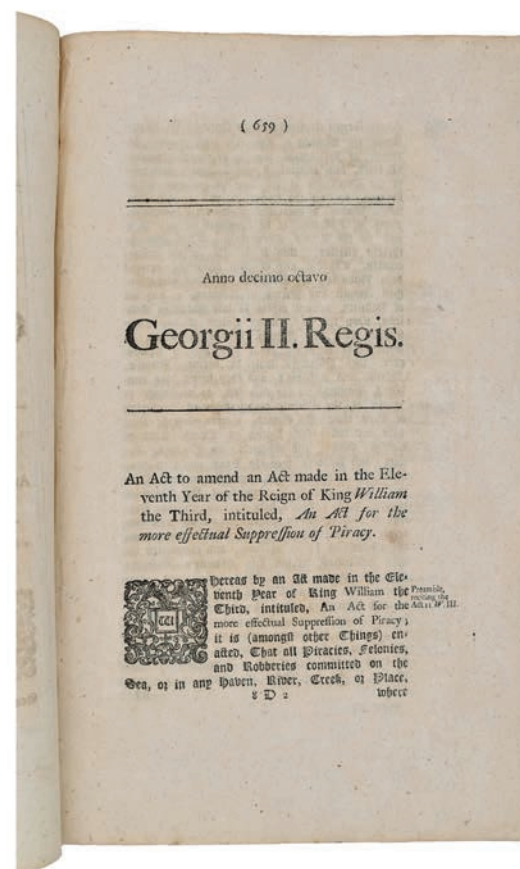 ( 659 )
Anno decimo octavo
Georgii II. Regis.
An Act to amend an Act made in the Ele-
venth Year of the Reign of King William
the Third, intituled, An Act for the
more effectual Suppreſſion of Piracy.
Whereas by an Act made in the Ele-
venth Year of King William the
Third, intituled, An Act for the
more effectual Suppreſſion of Piracy;
it is (amongſt other Things) en-
acted, That all Piracies, Felonies,
and Robberies committed on the
Sea, or in any Haven, River, Creek, or Place,
Preamble,
reciting the
Act 11 W. III.
8 D 2
where